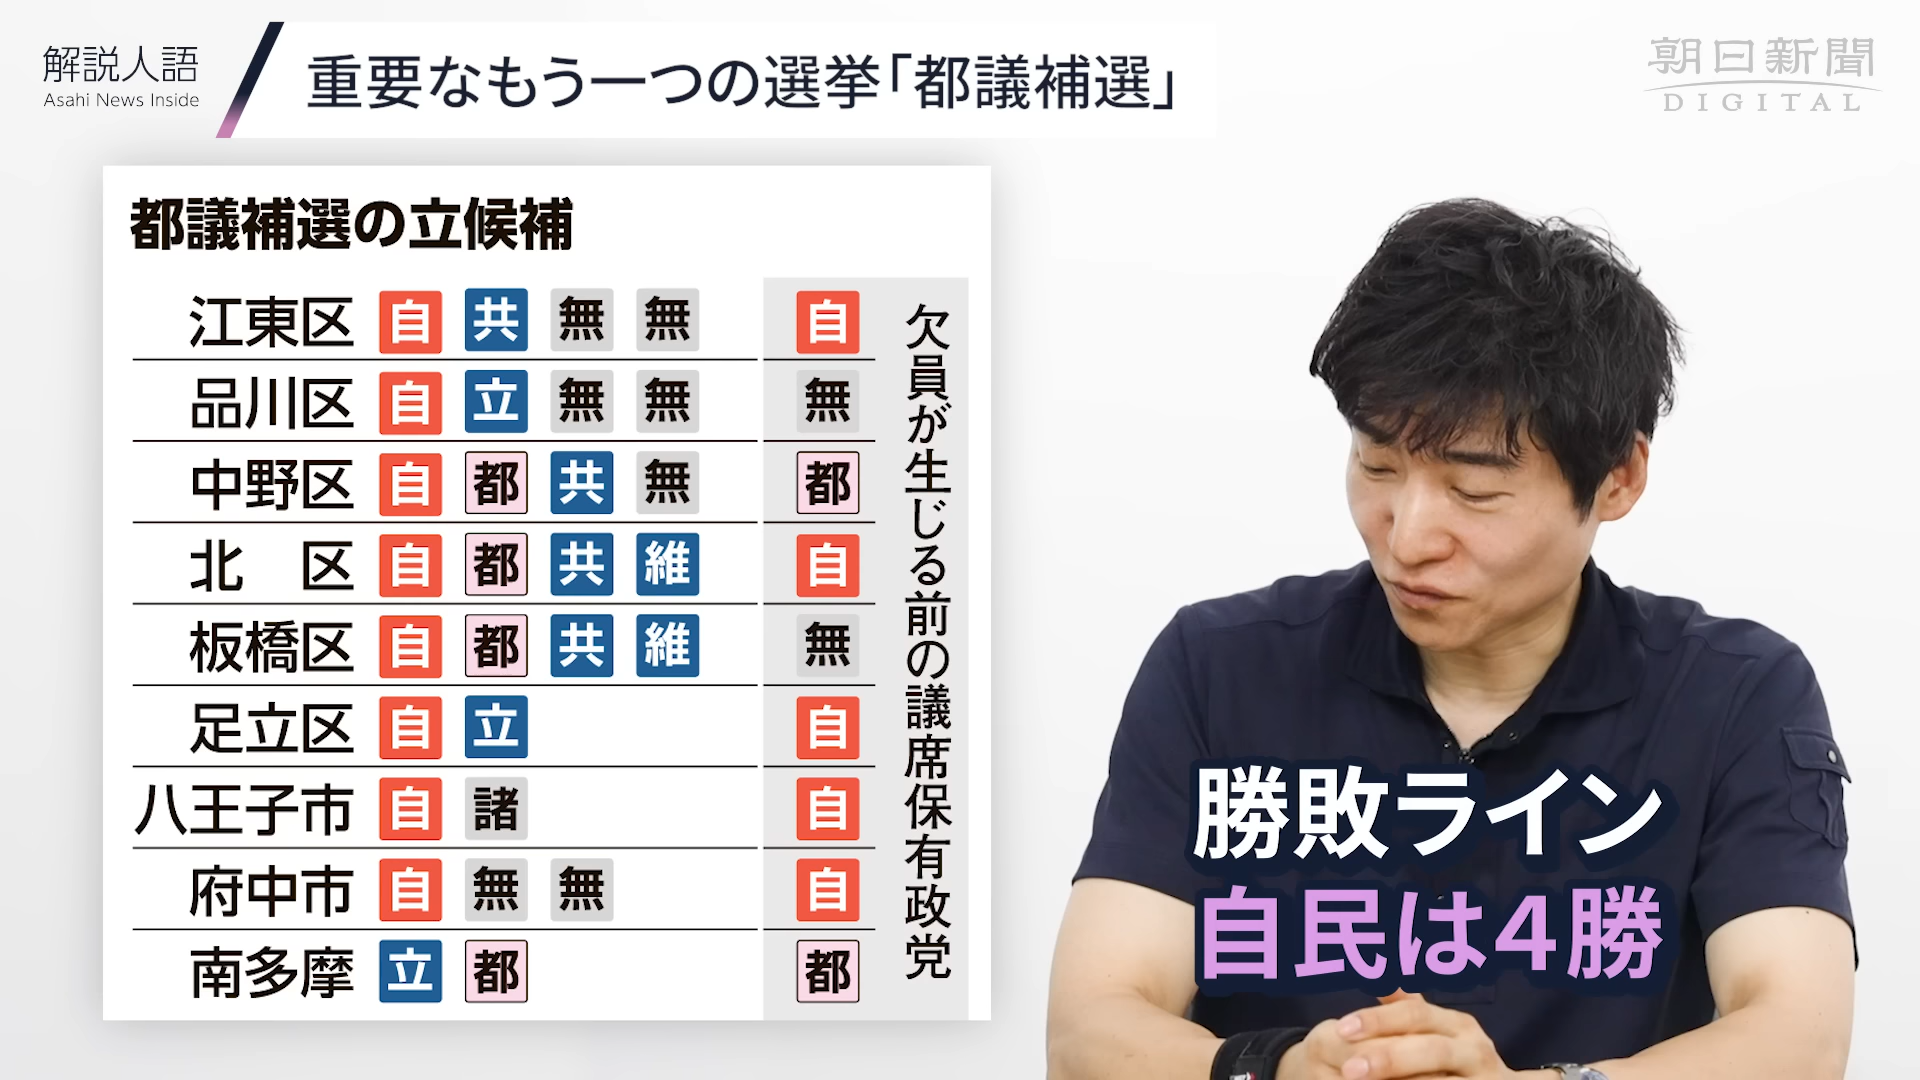 解説人語
Asahi News Inside
重要なもう一つの選挙「都議補選」
朝日新聞
DIGITAL
都議補選の立候補
江東区 自 共 無 無 自
品川区 自 立 無 無 無
中野区 自 都 共 無 都
北 区 自 都 共 維 自
板橋区 自 都 共 維 無
足立区 自 立 自
八王子市 自 諸 自
府中市 自 無 無 自
南多摩 立 都 都
欠員が生じる前の議席保有政党
勝敗ライン
自民は4勝